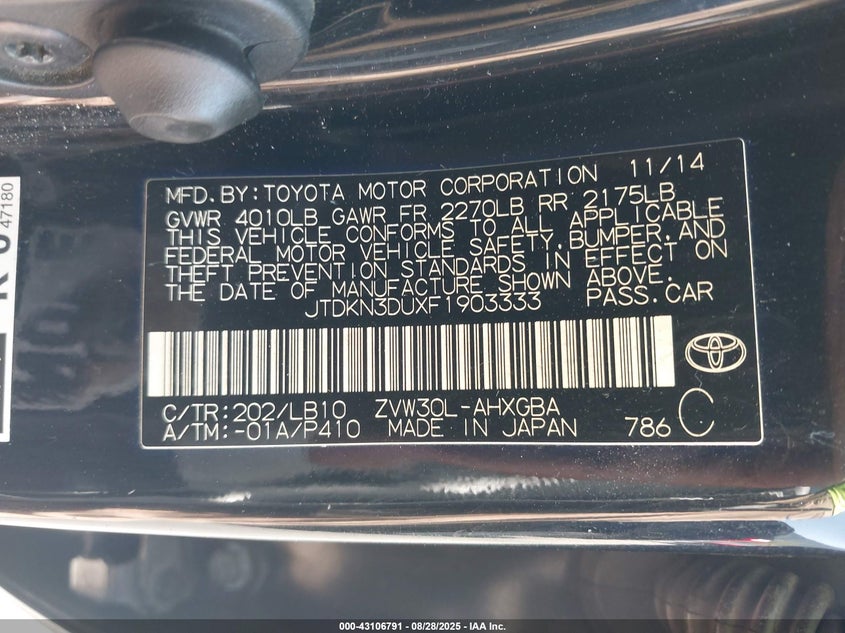 47180
MFD.BY:TOYOTA MOTOR CORPORATION 11/14
GVWR 4010LB GAWR FR 2270LB RR 2175LB
THIS VEHICLE CONFORMS TO ALL APPLICABLE
FEDERAL MOTOR VEHICLE SAFETY,BUMPER,AND
THEFT PREVENTION STANDARDS IN EFFECT ON
THE DATE OF MANUFACTURE SHOWN ABOVE.
JTDKN3DUXF1903333 PASS.CAR
C/TR:202/LB10 ZVW30L-AHXGBA
A/TM:-01A/P410 MADE IN JAPAN 786 C
000-43106791 / 08/28/2025 - IAA Inc.